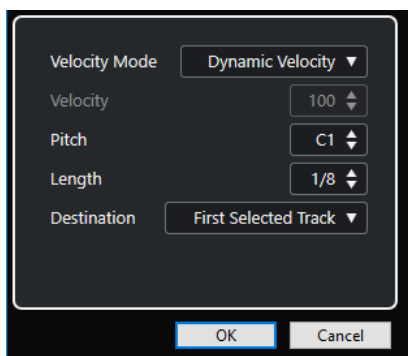 Velocity Mode Dynamic Velocity
Velocity 100
Pitch C1
Length 1/8
Destination First Selected Track
OK Cancel